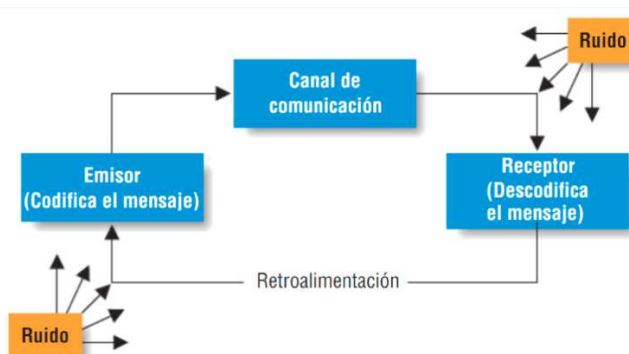 Ruido
Canal de
comunicación
Emisor
(Codifica el mensaje)
Receptor
(Descodifica
el mensaje)
Retroalimentación
Ruido